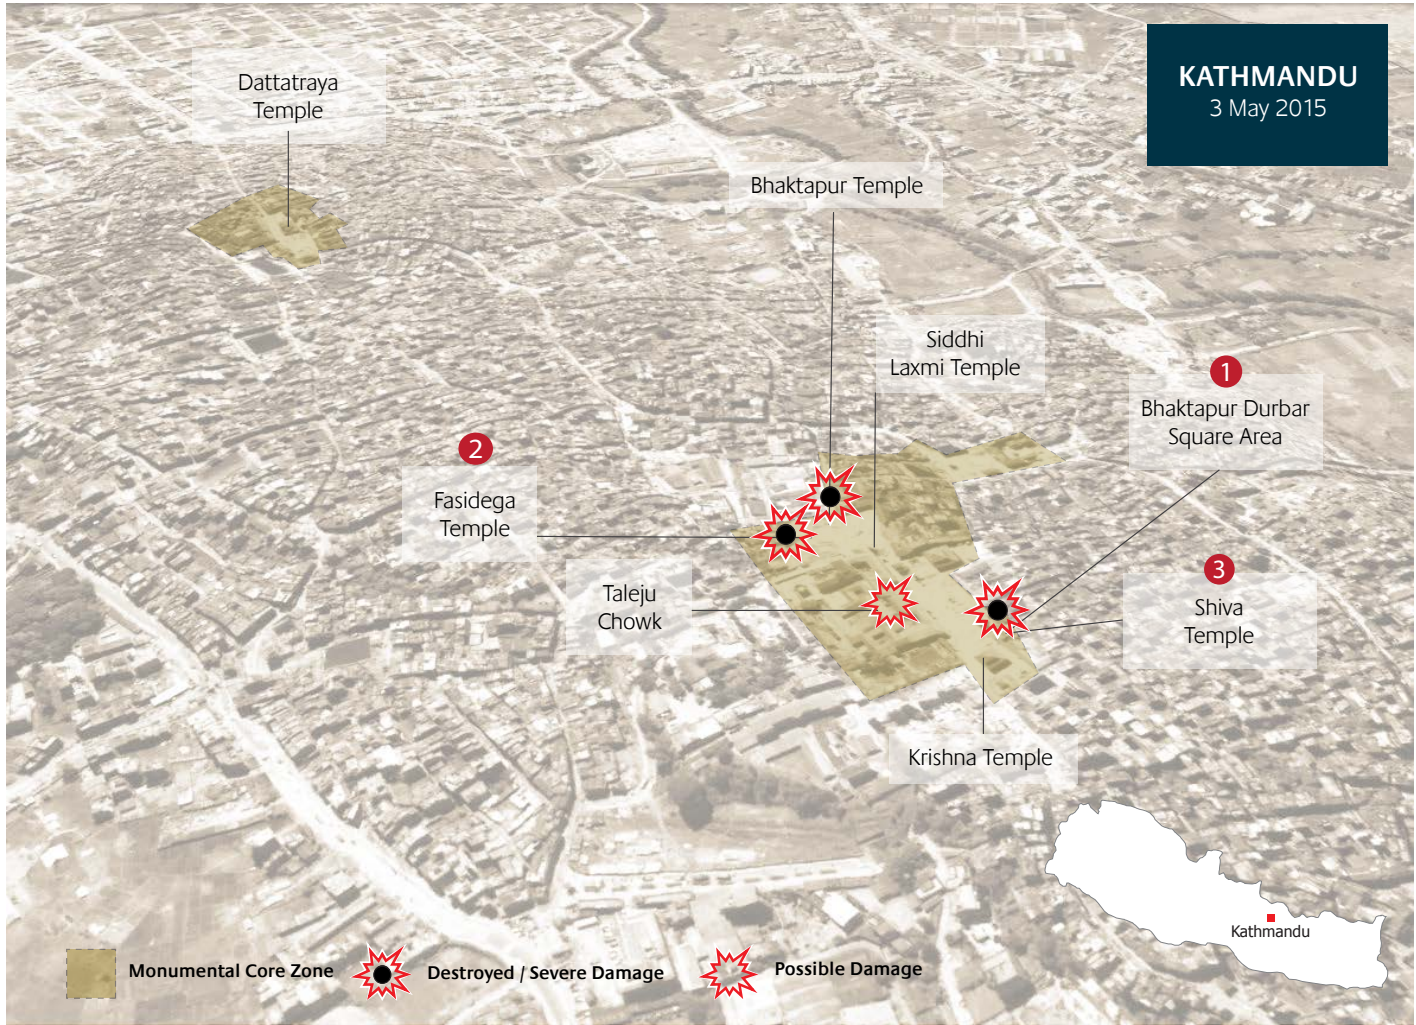 KATHMANDU
3 May 2015
Dattatraya
Temple
Bhaktapur Temple
Siddhi
Laxmi Temple
1
Bhaktapur Durbar
Square Area
2
Fasidega
Temple
3
Shiva
Temple
Taleju
Chowk
Krishna Temple
Kathmandu
Monumental Core Zone
Destroyed / Severe Damage
Possible Damage